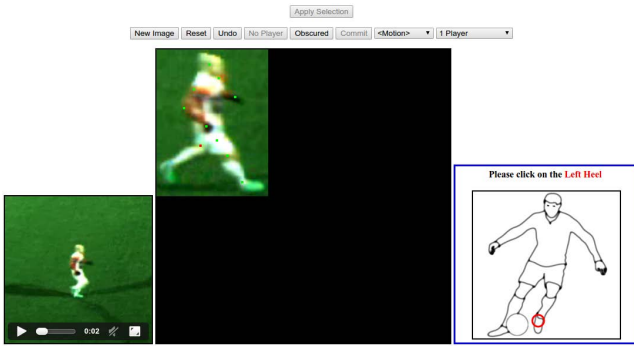 Apply Selection
New Image Reset Undo No Player Obscured Commit <Motion> 1 Player
Please click on the Left Heel
0:02